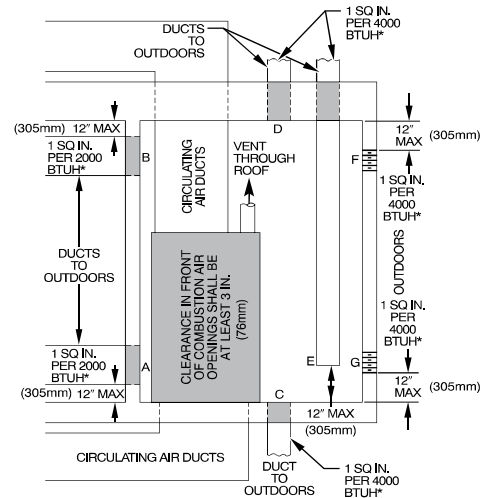 DUCTS
TO
OUTDOORS
1 SQ IN.
PER 4000
BTUH*
12" MAX
(305mm)
1 SQ IN.
PER 2000
BTUH*
B
DUCTS
TO
OUTDOORS
1 SQ IN.
PER 2000
BTUH*
A
(305mm)
12" MAX
CIRCULATING
AIR DUCTS
VENT
THROUGH
ROOF
D
CLEARANCE IN FRONT
OF COMBUSTION AIR
OPENINGS SHALL BE
AT LEAST 3 IN.
(76mm)
12"
MAX
(305mm)
F
1 SQ IN.
PER
4000
BTUH*
OUTDOORS
1 SQ IN.
PER
4000
BTUH*
E
G
12"
MAX
(305mm)
C
12" MAX
(305mm)
CIRCULATING AIR DUCTS
DUCT
TO
OUTDOORS
1 SQ IN.
PER 4000
BTUH*